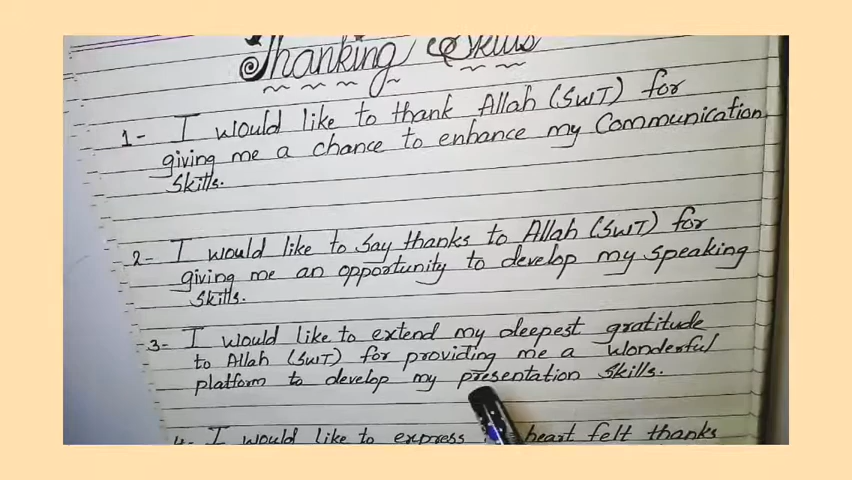 Thanking Skills
1- I would like to thank Allah (SWT) for
giving me a chance to enhance my Communication
Skills.
2- I would like to say thanks to Allah (SWT) for
giving me an opportunity to develop my speaking
Skills.
3- I would like to extend my deepest gratitude
to Allah (SWT) for providing me a wonderful
platform to develop my presentation Skills.
4- I would like to express heart felt thanks